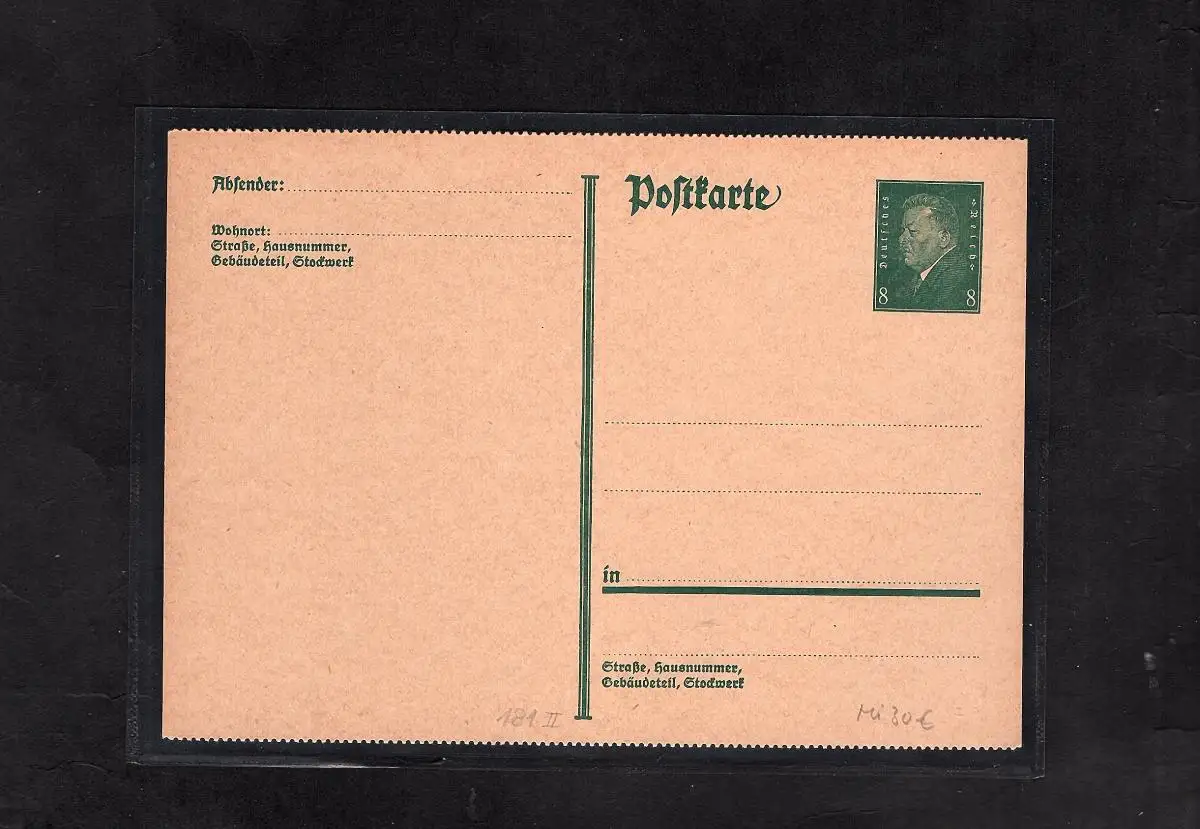 Absender:
Wohnort:
Straße, Hausnummer,
Gebäudeteil, Stockwerk
Postkarte
Deutsches
Reich
8 8
in
Straße, Hausnummer,
Gebäudeteil, Stockwerk
181 II
Mi 30 €